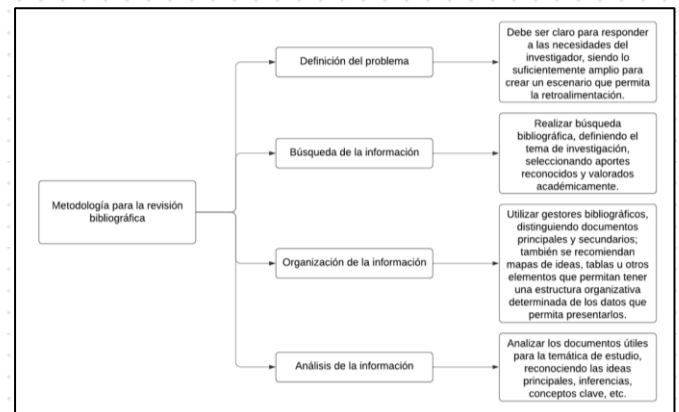 Metodología para la revisión
bibliográfica
Definición del problema
Debe ser claro para responder
a las necesidades del
investigador, siendo lo
suficientemente amplio para
crear un escenario que permita
la retroalimentación.
Búsqueda de la información
Realizar búsqueda
bibliográfica, definiendo el
tema de investigación,
seleccionando aportes
reconocidos y valorados
académicamente.
Organización de la información
Utilizar gestores bibliográficos,
distinguiendo documentos
principales y secundarios;
también se recomiendan
mapas de ideas, tablas u otros
elementos que permitan tener
una estructura organizativa
determinada de los datos que
permita presentarlos.
Análisis de la información
Analizar los documentos útiles
para la temática de estudio,
reconociendo las ideas
principales, inferencias,
conceptos clave, etc.